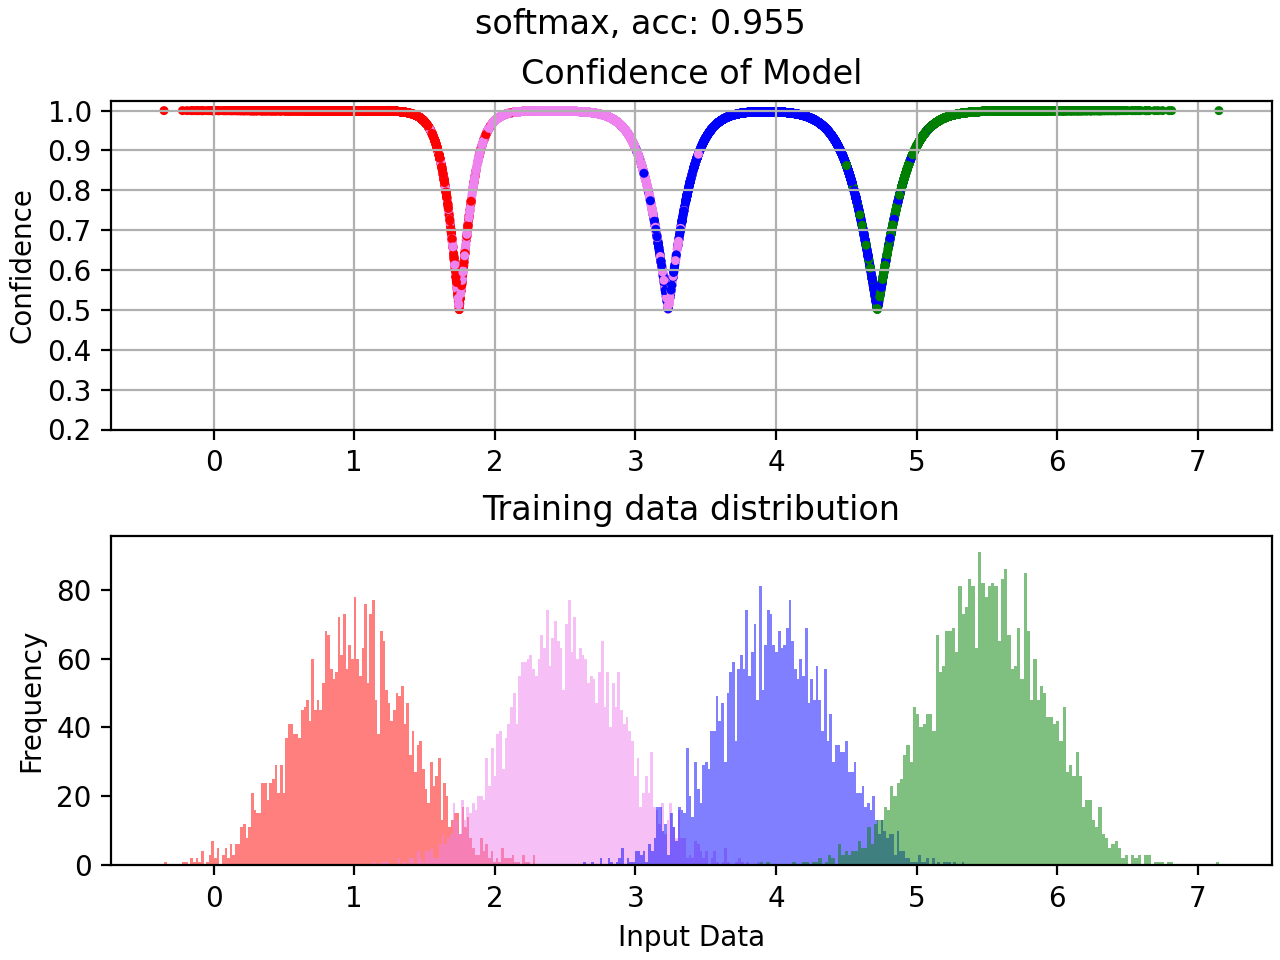 softmax, acc: 0.955
Confidence of Model
Confidence
1.0
0.9
0.8
0.7
0.6
0.5
0.4
0.3
0.2
0 1 2 3 4 5 6 7
Training data distribution
Frequency
80
60
40
20
0
0 1 2 3 4 5 6 7
Input Data